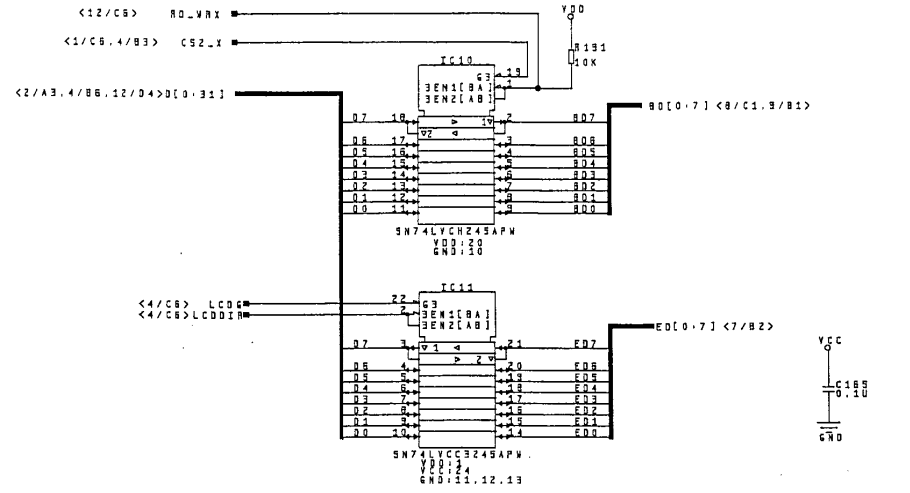 <12/C6> RD_WRX
<1/C6,4/B3> CS2_X
VDD
R191
10K
IC10
G3 19
3EN1[BA] 1
3EN2[AB]
<2/A3,4/B6,12/D4>D[0:31]
BD[0:7] <8/C1,9/B1>
D7 18 ▷ 1▽ 2 BD7
▽2 ◁
D6 17 3 BD6
D5 16 4 BD5
D4 15 5 BD4
D3 14 6 BD3
D2 13 7 BD2
D1 12 8 BD1
D0 11 9 BD0
SN74LVCH245APW
VDD:20
GND:10
IC11
<4/C6> LCDG 22 G3
<4/C6>LCDDIR 2 3EN1[BA]
3EN2[AB]
ED[0:7] <7/B2>
D7 3 ▽1 ◁ 21 ED7
▷ 2▽
D6 4 20 ED6
D5 5 19 ED5
D4 6 18 ED4
D3 7 17 ED3
D2 8 16 ED2
D1 9 15 ED1
D0 10 14 ED0
SN74LVCC3245APW
VDD:1
VCC:24
GND:11,12,13
VCC
C165
0.1U
GND